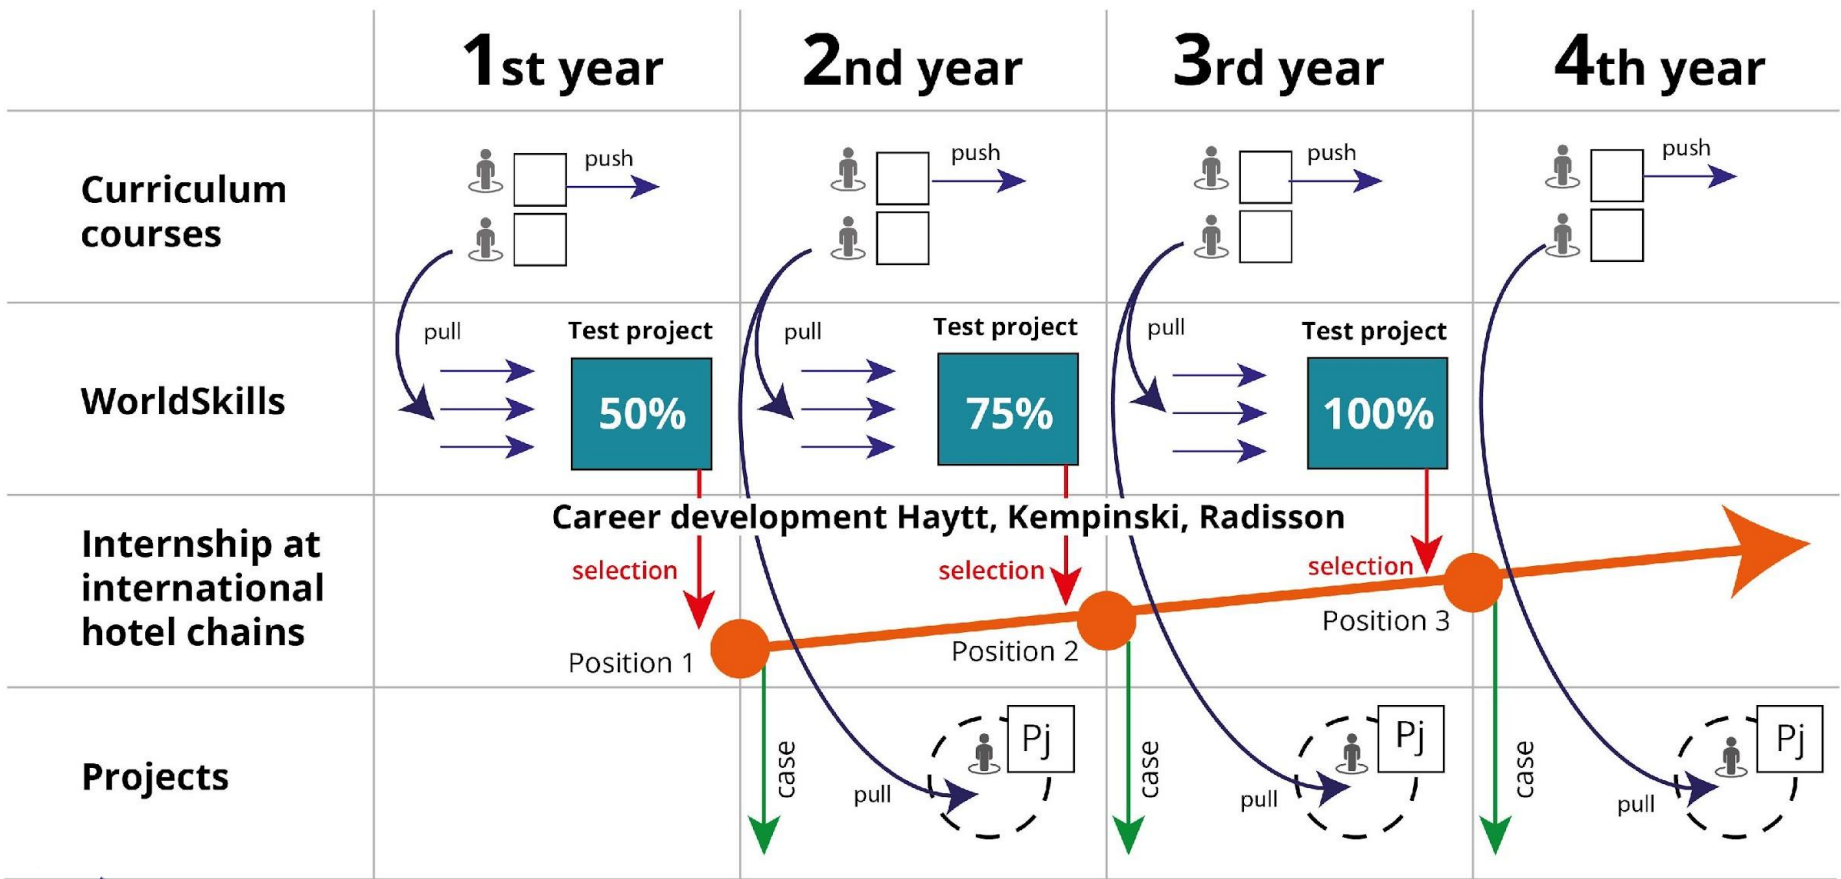 1st year
2nd year
3rd year
4th year
Curriculum
courses
push
push
push
push
WorldSkills
pull
Test project
50%
pull
Test project
75%
pull
Test project
100%
Internship at
international
hotel chains
Career development Haytt, Kempinski, Radisson
selection
selection
selection
Position 1
Position 2
Position 3
Projects
case
pull
Pj
case
pull
Pj
case
pull
Pj